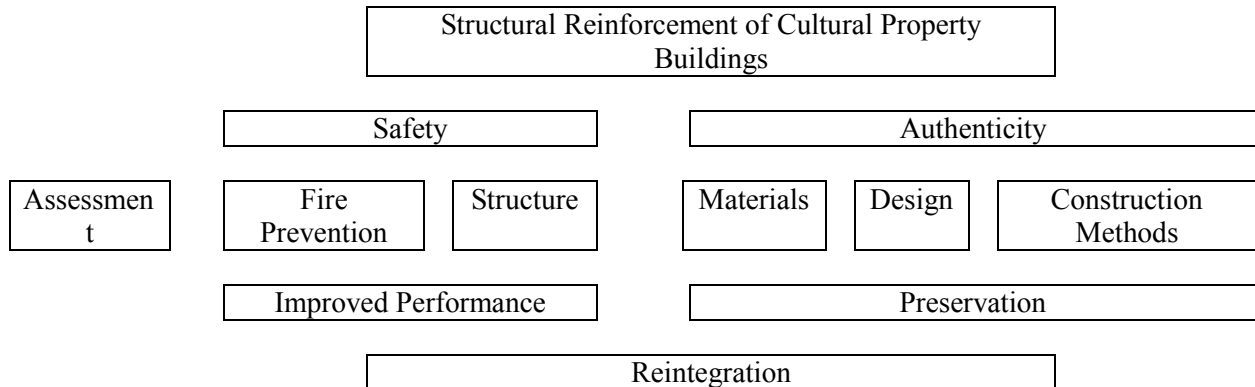 Structural Reinforcement of Cultural Property
Buildings
Safety
Authenticity
Assessmen
t
Fire
Prevention
Structure
Materials
Design
Construction
Methods
Improved Performance
Preservation
Reintegration